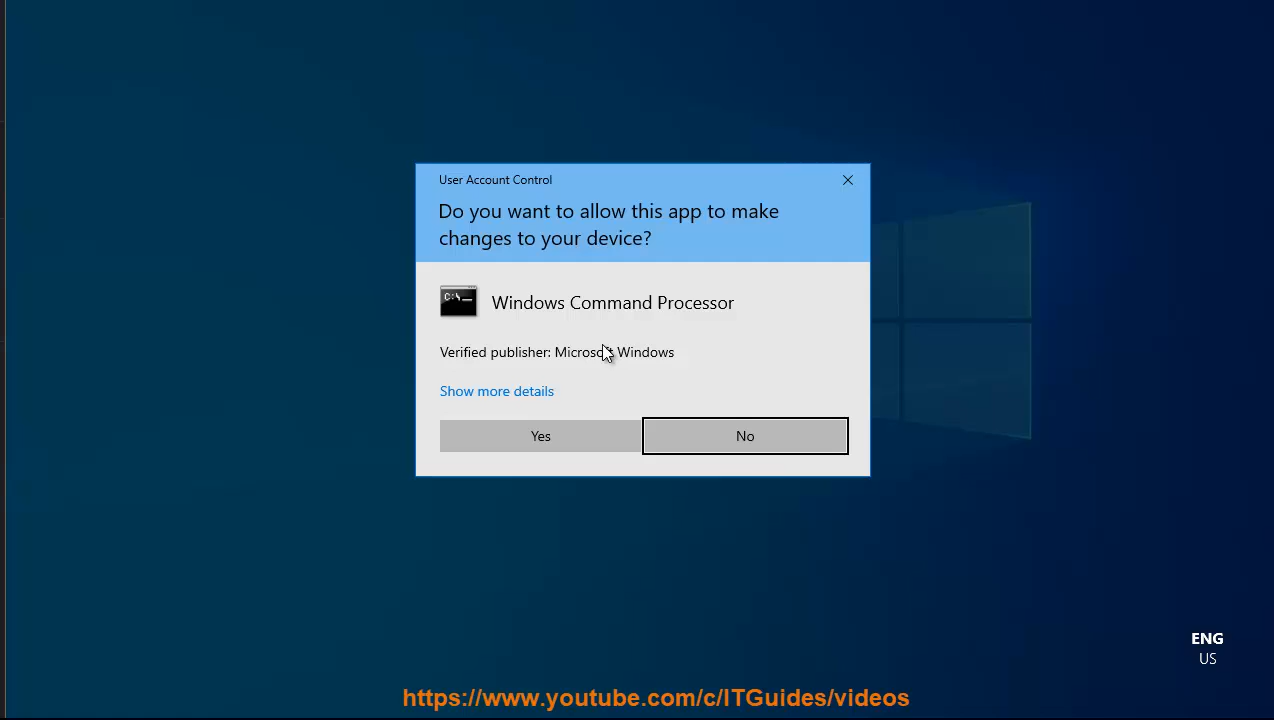 User Account Control
Do you want to allow this app to make
changes to your device?
C:\_
Windows Command Processor
Verified publisher: Microsoft Windows
Show more details
Yes
No
ENG
US
https://www.youtube.com/c/ITGuides/videos